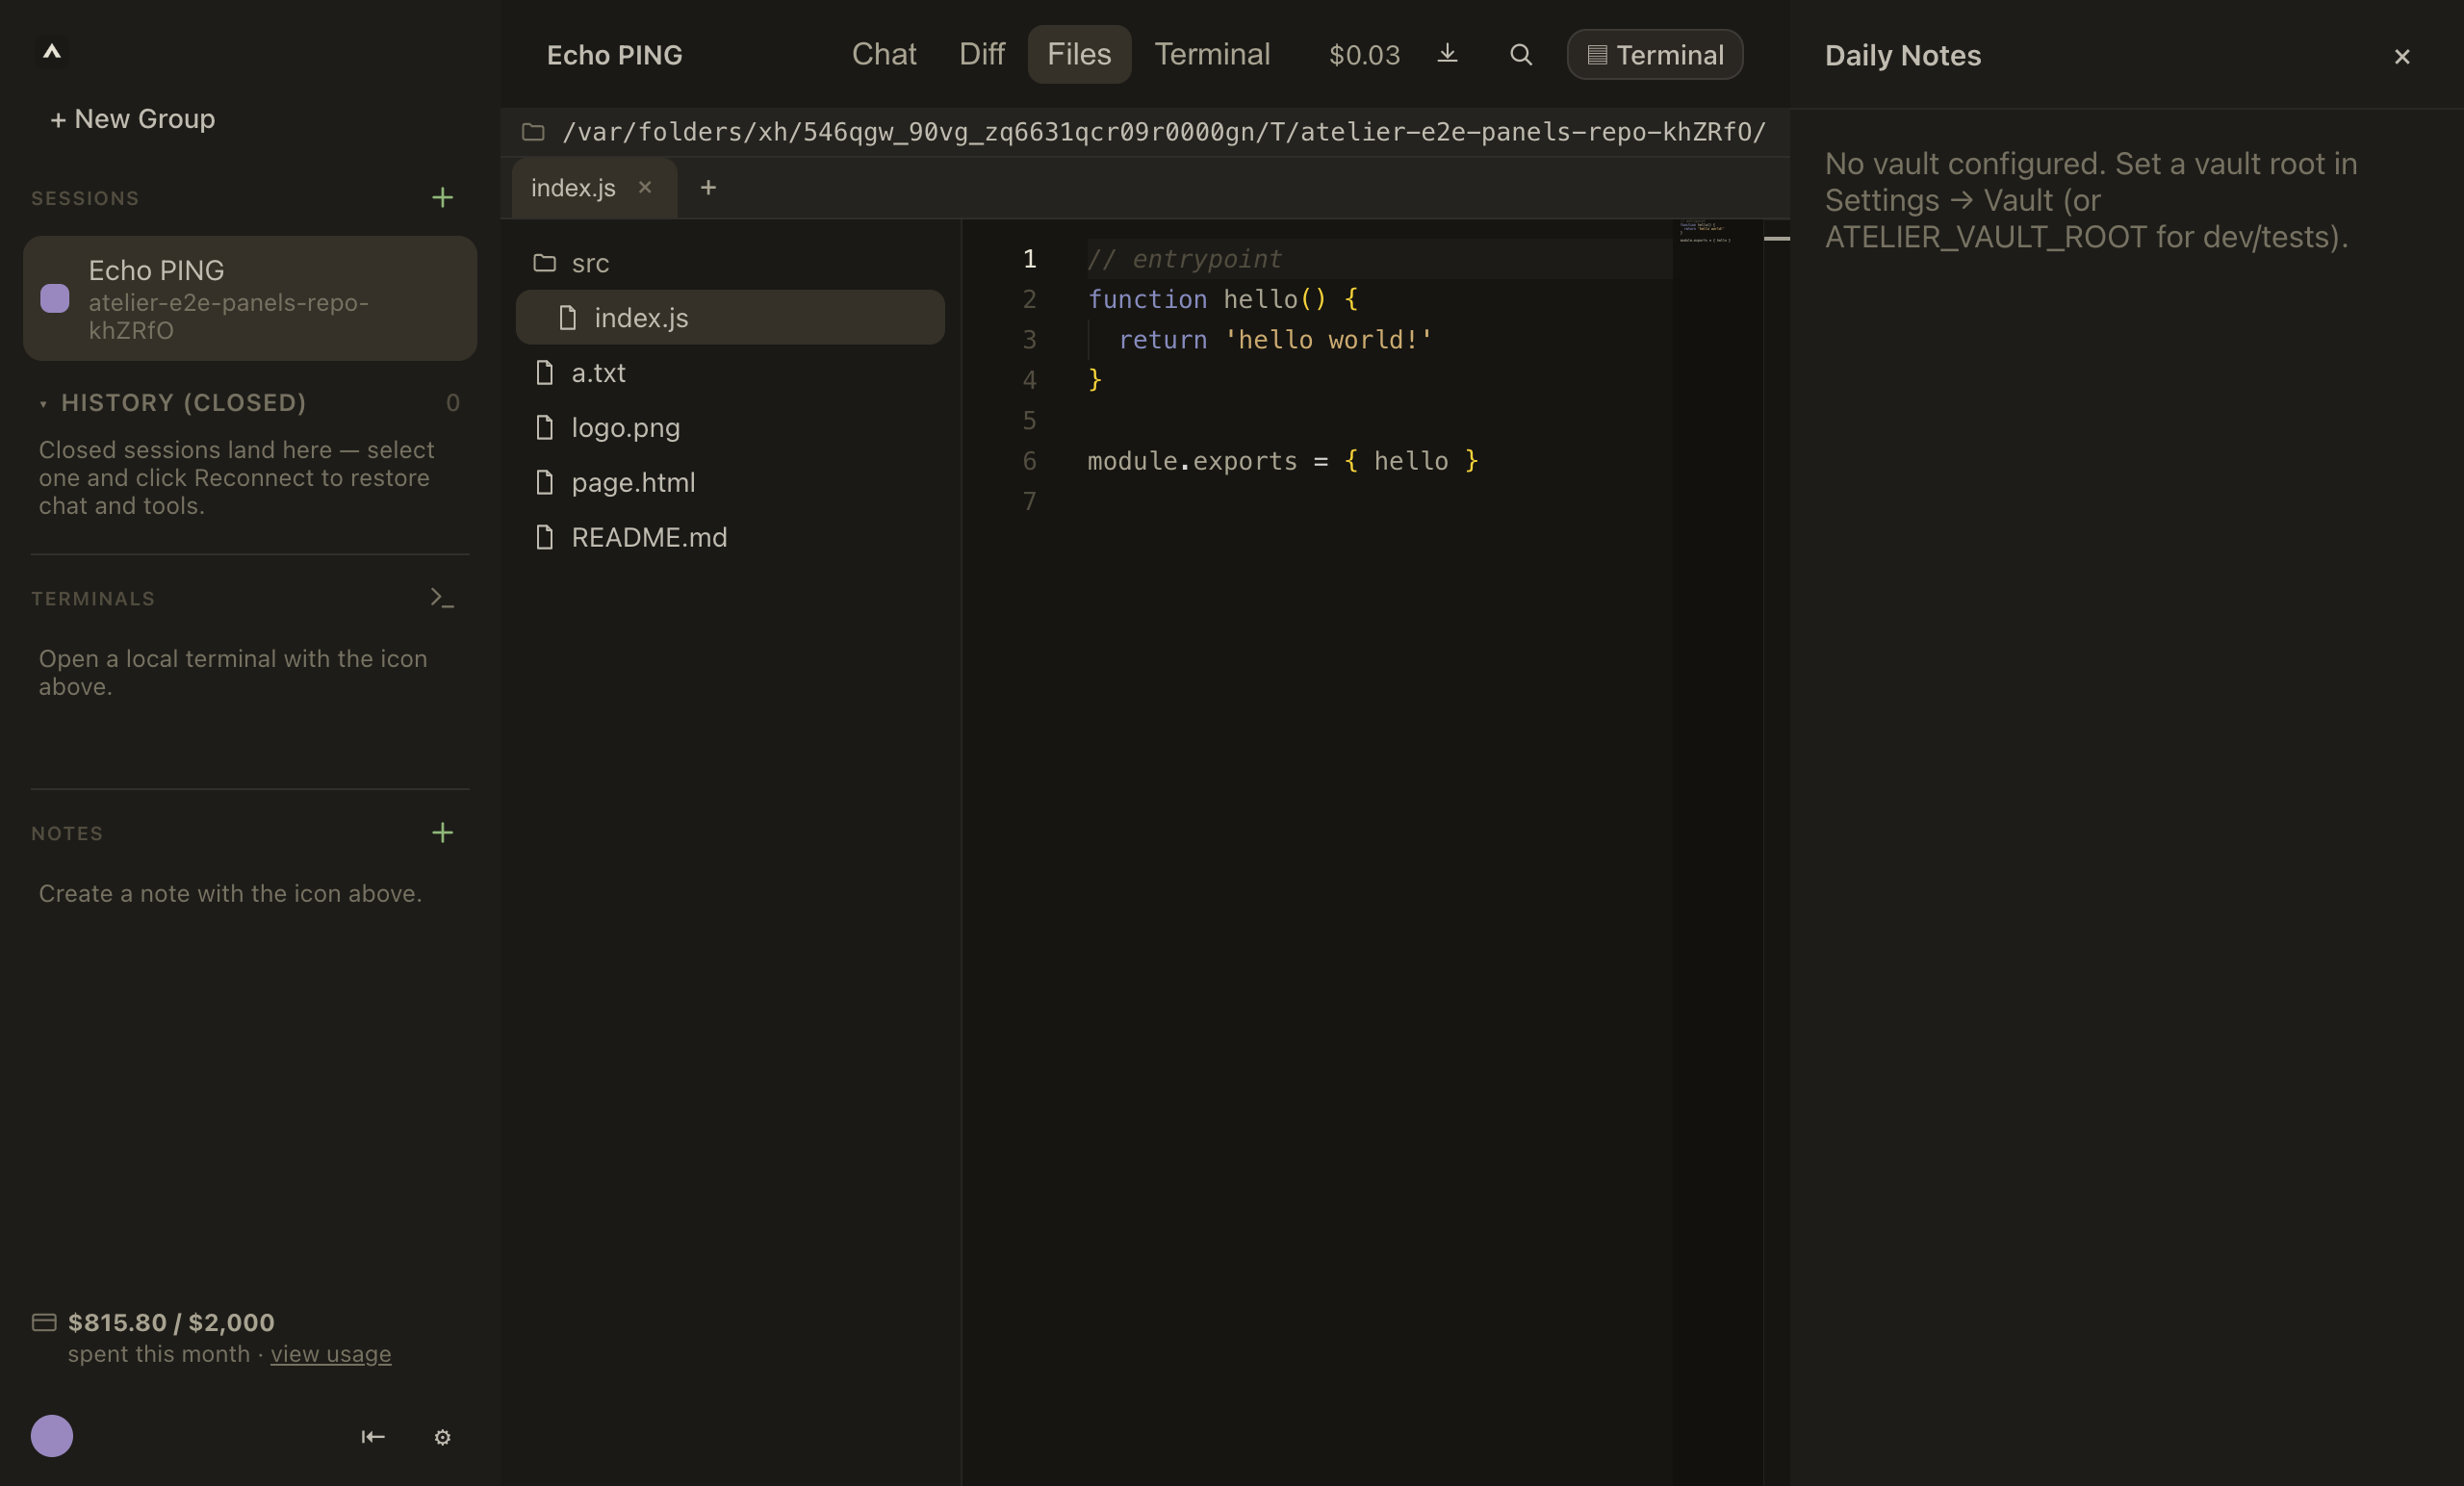 + New Group
SESSIONS
Echo PING
atelier-e2e-panels-repo-
khZRfO
HISTORY (CLOSED)
0
Closed sessions land here — select
one and click Reconnect to restore
chat and tools.
TERMINALS
Open a local terminal with the icon
above.
NOTES
Create a note with the icon above.
$815.80 / $2,000
spent this month · view usage
Echo PING
Chat
Diff
Files
Terminal
$0.03
Terminal
/var/folders/xh/546qgw_90vg_zq6631qcr09r0000gn/T/atelier-e2e-panels-repo-khZRfO/
index.js ×
+
src
index.js
a.txt
logo.png
page.html
README.md
1 // entrypoint
2 function hello() {
3   return 'hello world!'
4 }
5
6 module.exports = { hello }
7
Daily Notes
×
No vault configured. Set a vault root in
Settings → Vault (or
ATELIER_VAULT_ROOT for dev/tests).